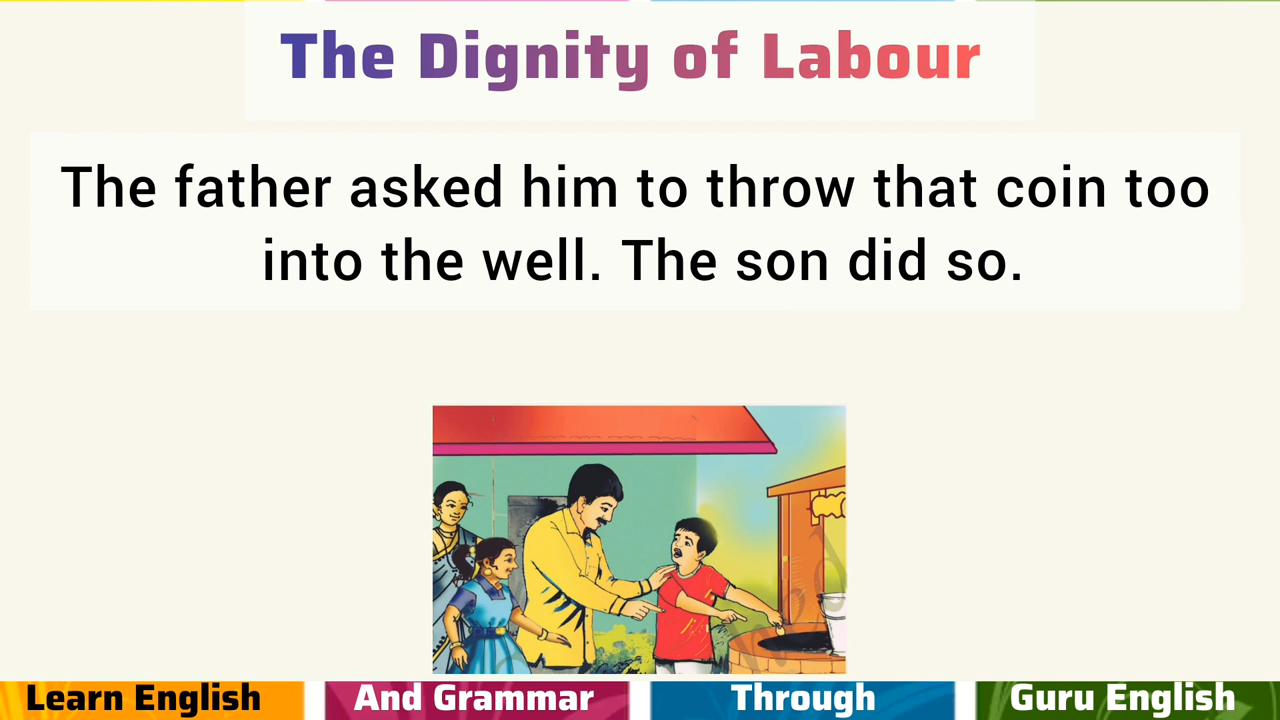 The Dignity of Labour
The father asked him to throw that coin too
into the well. The son did so.
Learn English And Grammar Through Guru English